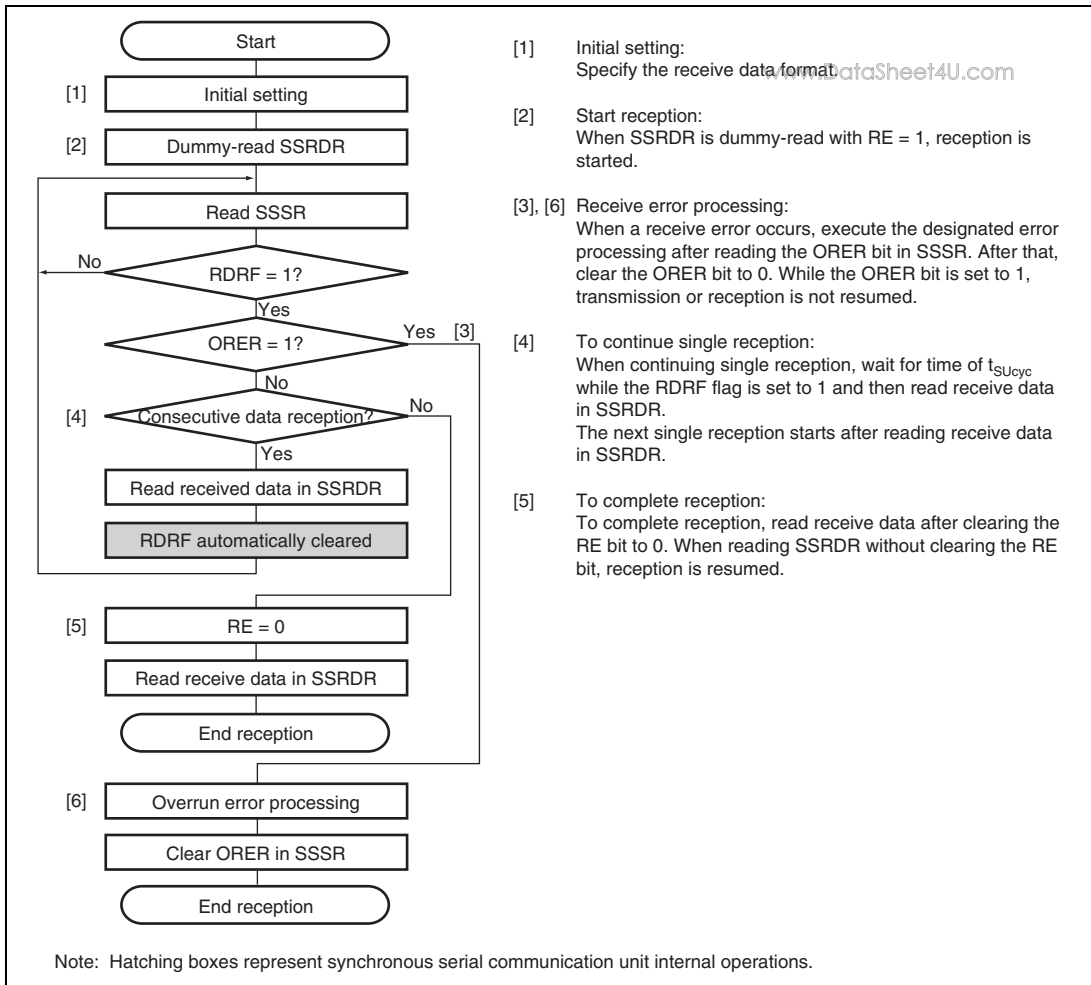 Start
[1] Initial setting
[2] Dummy-read SSRDR
Read SSSR
No
RDRF = 1?
Yes
ORER = 1?
Yes [3]
No
[4] Consecutive data reception?
No
Yes
Read received data in SSRDR
RDRF automatically cleared
[5] RE = 0
Read receive data in SSRDR
End reception
[6] Overrun error processing
Clear ORER in SSSR
End reception
[1] Initial setting:
Specify the receive data format.
www.DataSheet4U.com
[2] Start reception:
When SSRDR is dummy-read with RE = 1, reception is
started.
[3], [6] Receive error processing:
When a receive error occurs, execute the designated error
processing after reading the ORER bit in SSSR. After that,
clear the ORER bit to 0. While the ORER bit is set to 1,
transmission or reception is not resumed.
[4] To continue single reception:
When continuing single reception, wait for time of tSUcyc
while the RDRF flag is set to 1 and then read receive data
in SSRDR.
The next single reception starts after reading receive data
in SSRDR.
[5] To complete reception:
To complete reception, read receive data after clearing the
RE bit to 0. When reading SSRDR without clearing the RE
bit, reception is resumed.
Note: Hatching boxes represent synchronous serial communication unit internal operations.